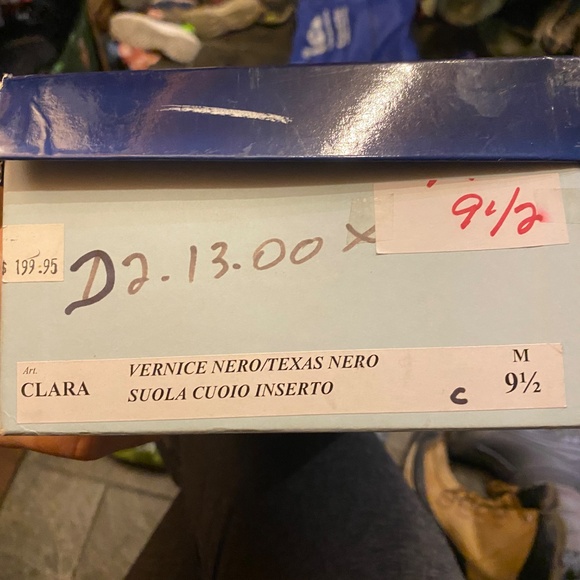 9½
$ 199.95
D2.13.00 X
Art.
CLARA
VERNICE NERO/TEXAS NERO
SUOLA CUOIO INSERTO
C
M
9½